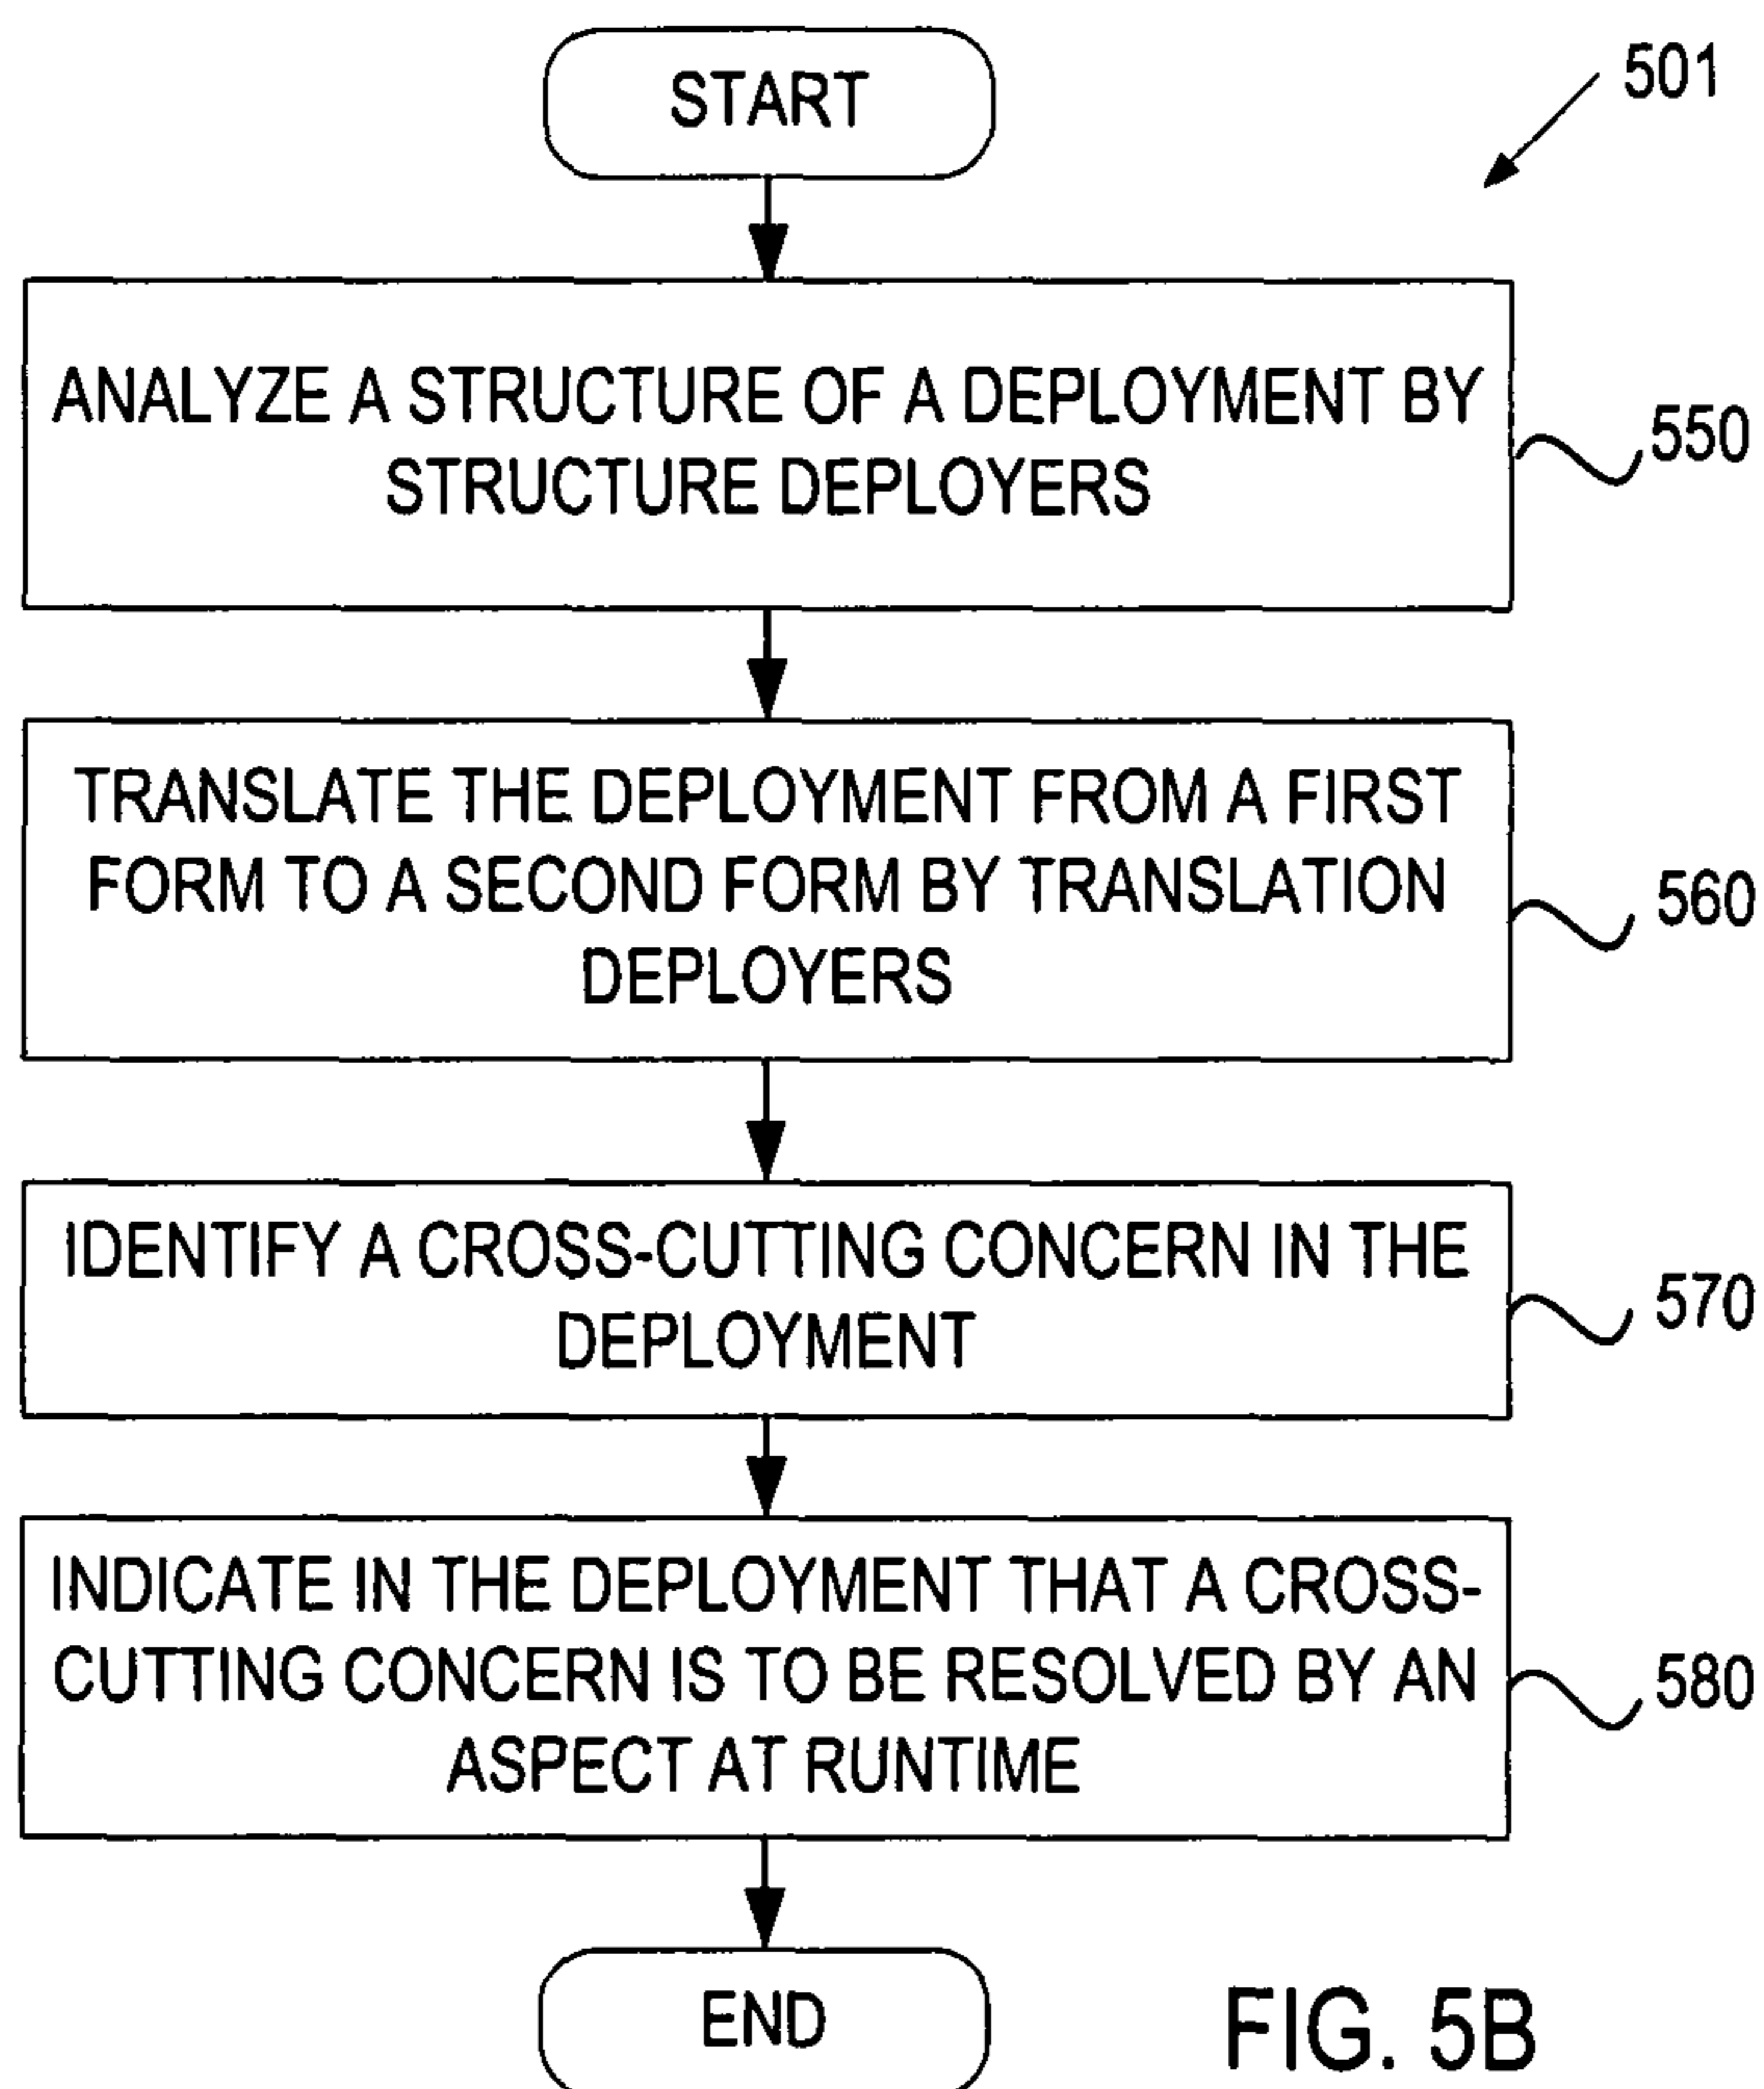 START
501
ANALYZE A STRUCTURE OF A DEPLOYMENT BY
STRUCTURE DEPLOYERS
550
TRANSLATE THE DEPLOYMENT FROM A FIRST
FORM TO A SECOND FORM BY TRANSLATION
DEPLOYERS
560
IDENTIFY A CROSS-CUTTING CONCERN IN THE
DEPLOYMENT
570
INDICATE IN THE DEPLOYMENT THAT A CROSS-
CUTTING CONCERN IS TO BE RESOLVED BY AN
ASPECT AT RUNTIME
580
END
FIG. 5B